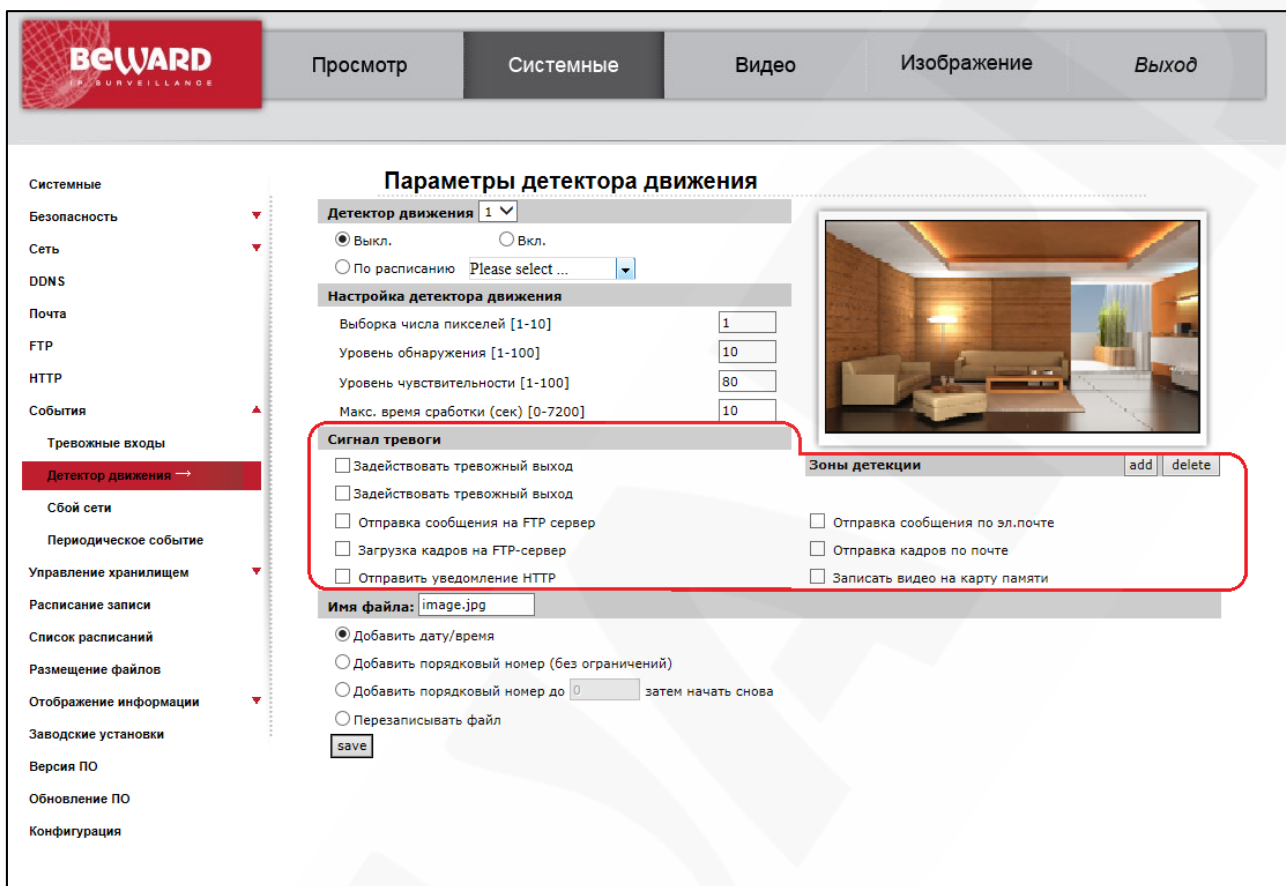 BEWARD
IP SURVEILLANCE
Просмотр Системные Видео Изображение Выход
Системные
Безопасность
Сеть
DDNS
Почта
FTP
HTTP
События
Тревожные входы
Детектор движения →
Сбой сети
Периодическое событие
Управление хранилищем
Расписание записи
Список расписаний
Размещение файлов
Отображение информации
Заводские установки
Версия ПО
Обновление ПО
Конфигурация
Параметры детектора движения
Детектор движения 1
Выкл. Вкл.
По расписанию Please select ...
Настройка детектора движения
Выборка числа пикселей [1-10] 1
Уровень обнаружения [1-100] 10
Уровень чувствительности [1-100] 80
Макс. время сработки (сек) [0-7200] 10
Сигнал тревоги
Зоны детекции add delete
Задействовать тревожный выход
Задействовать тревожный выход
Отправка сообщения на FTP сервер Отправка сообщения по эл.почте
Загрузка кадров на FTP-сервер Отправка кадров по почте
Отправить уведомление HTTP Записать видео на карту памяти
Имя файла: image.jpg
Добавить дату/время
Добавить порядковый номер (без ограничений)
Добавить порядковый номер до 0 затем начать снова
Перезаписывать файл
save